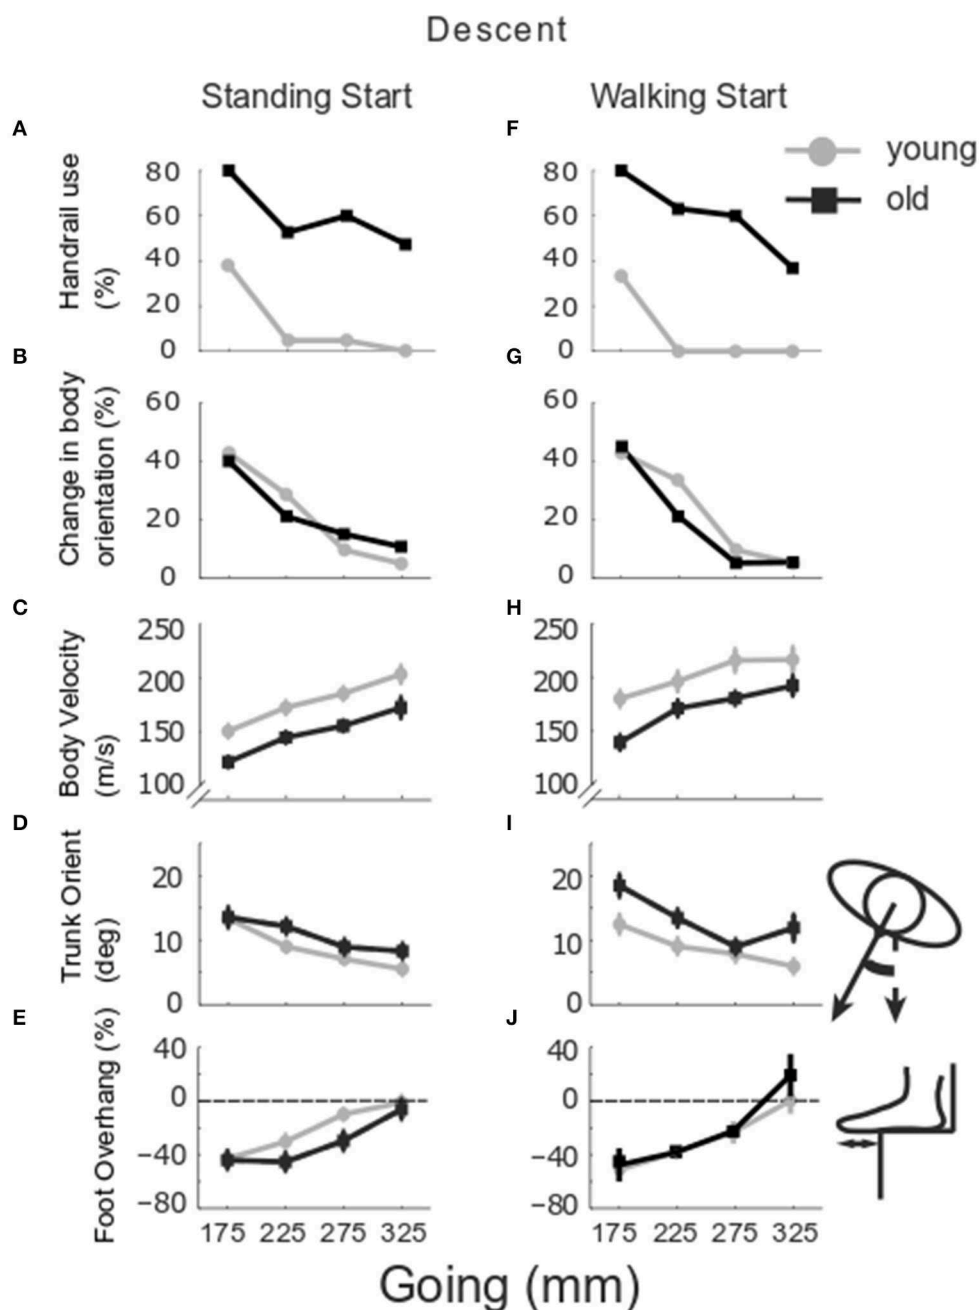 Descent
Standing Start
Walking Start
A
F
young
old
Handrail use
(%)
80
60
40
20
0
80
60
40
20
0
B
G
Change in body
orientation (%)
60
40
20
0
60
40
20
0
C
H
Body Velocity
(m/s)
250
200
150
100
250
200
150
100
D
I
Trunk Orient
(deg)
20
10
0
20
10
0
E
J
Foot Overhang (%)
40
0
−40
−80
40
0
−40
−80
175 225 275 325
175 225 275 325
Going (mm)